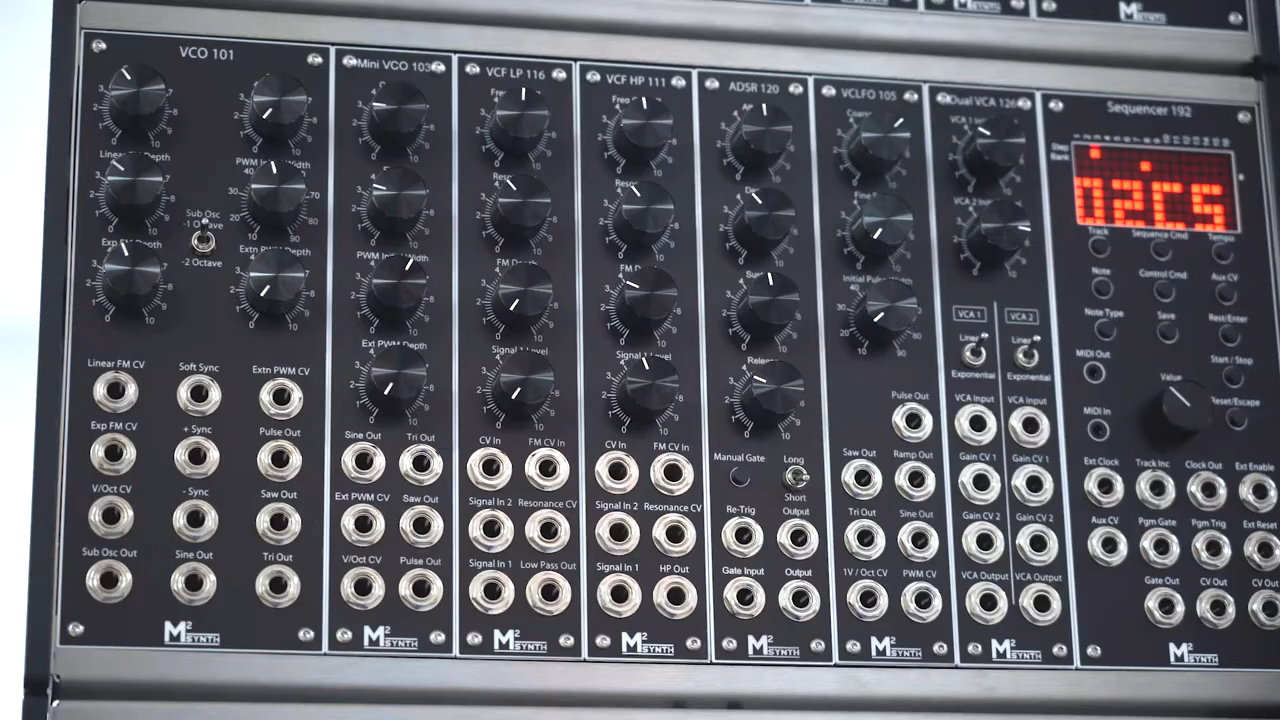 VCO 101
Linear FM Depth
PWM Initial Width
Sub Osc
-1 Octave
-2 Octave
Exp FM Depth
Extn PWM Depth
Linear FM CV
Soft Sync
Extn PWM CV
Exp FM CV
+ Sync
Pulse Out
V/Oct CV
- Sync
Saw Out
Sub Osc Out
Sine Out
Tri Out
M2 SYNTH
Mini VCO 103
PWM Initial Width
Ext PWM Depth
Sine Out
Tri Out
Ext PWM CV
Saw Out
V/Oct CV
Pulse Out
M2 SYNTH
VCF LP 116
FM Depth
Signal 1 Level
CV In
FM CV In
Signal In 2
Resonance CV
Signal In 1
Low Pass Out
M2 SYNTH
VCF HP 111
Signal 1 Level
CV In
FM CV In
Signal In 2
Resonance CV
Signal In 1
HP Out
M2 SYNTH
ADSR 120
Manual Gate
Long
Short
Re-Trig
Output
Gate Input
Output
M2 SYNTH
VCLFO 105
Initial Pulse Width
Pulse Out
Saw Out
Ramp Out
Tri Out
Sine Out
1V / Oct CV
PWM CV
M2 SYNTH
Dual VCA 126
VCA 1
VCA 2
Linear
Linear
Exponential
Exponential
VCA Input
VCA Input
Gain CV 1
Gain CV 1
Gain CV 2
Gain CV 2
VCA Output
VCA Output
M2 SYNTH
Sequencer 192
Step
Bank
02C5
Track
Sequence Cmd
Tempo
Note
Control Cmd
Aux CV
Note Type
Save
Rest/Enter
MIDI Out
Start / Stop
Value
MIDI In
Reset/Escape
Ext Clock
Track Inc
Clock Out
Ext Enable
Aux CV
Pgm Gate
Pgm Trig
Ext Reset
Gate Out
CV Out
CV Out
M2 SYNTH